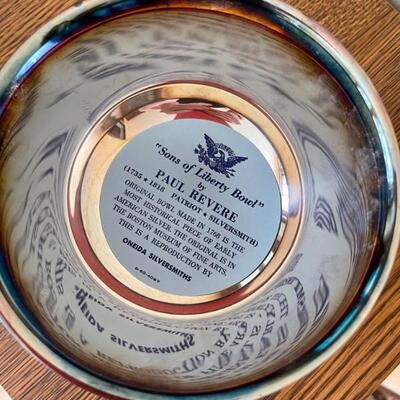 "Sons of Liberty Bowl"
by
PAUL REVERE
(1735 ★ 1818 PATRIOT ★ SILVERSMITH)
ORIGINAL BOWL MADE IN 1768 IS THE
MOST HISTORICAL PIECE OF EARLY
AMERICAN SILVER. THE ORIGINAL IS IN
THE BOSTON MUSEUM OF FINE ARTS.
THIS IS A REPRODUCTION BY.
ONEIDA SILVERSMITHS